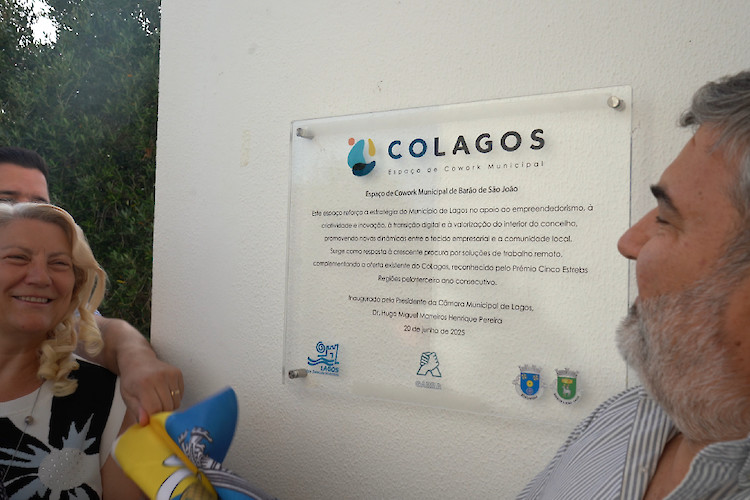 COLAGOS
Espaço de Cowork Municipal
Espaço de Cowork Municipal de Barão de São João
Este espaço reforça a estratégia do Município de Lagos no apoio ao empreendedorismo, à
criatividade e inovação, à transição digital e à valorização do interior do concelho,
promovendo novas dinâmicas entre o tecido empresarial e a comunidade local.
Surge como resposta à crescente procura por soluções de trabalho remoto,
complementando a oferta existente do CoLagos, reconhecido pelo Prémio Cinco Estrelas
Regiões pelo terceiro ano consecutivo.
Inaugurado pelo Presidente da Câmara Municipal de Lagos,
Dr. Hugo Miguel Marreiros Henrique Pereira
20 de junho de 2025
LAGOS